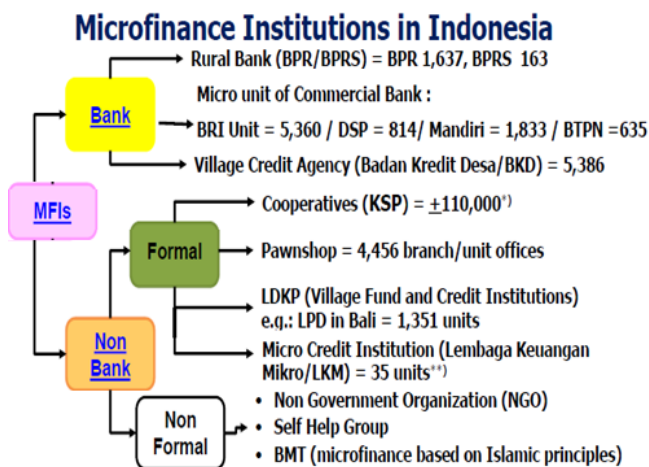 Microfinance Institutions in Indonesia
Rural Bank (BPR/BPRS) = BPR 1,637, BPRS 163
Bank
Micro unit of Commercial Bank :
BRI Unit = 5,360 / DSP = 814/ Mandiri = 1,833 / BTPN =635
Village Credit Agency (Badan Kredit Desa/BKD) = 5,386
MFIs
Cooperatives (KSP) = ±110,000*)
Formal
Pawnshop = 4,456 branch/unit offices
LDKP (Village Fund and Credit Institutions)
e.g.: LPD in Bali = 1,351 units
Non
Bank
Micro Credit Institution (Lembaga Keuangan
Mikro/LKM) = 35 units**)
Non
Formal
• Non Government Organization (NGO)
• Self Help Group
• BMT (microfinance based on Islamic principles)